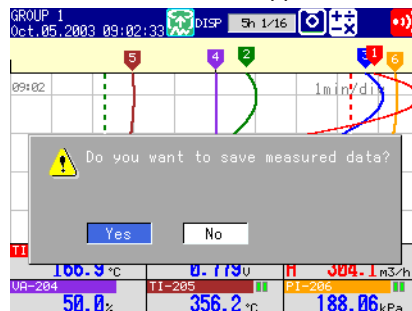 GROUP 1
Oct.05.2003 09:02:33 DISP 5h 1/16
5 4 2 1 6
09:02 1min/div
Do you want to save measured data?
Yes No
TI
166.9 °C 0.779 V H 304.1 m3/h
VA-204 TI-205 PI-206
50.0 % 356.2 °C 188.06 kPa